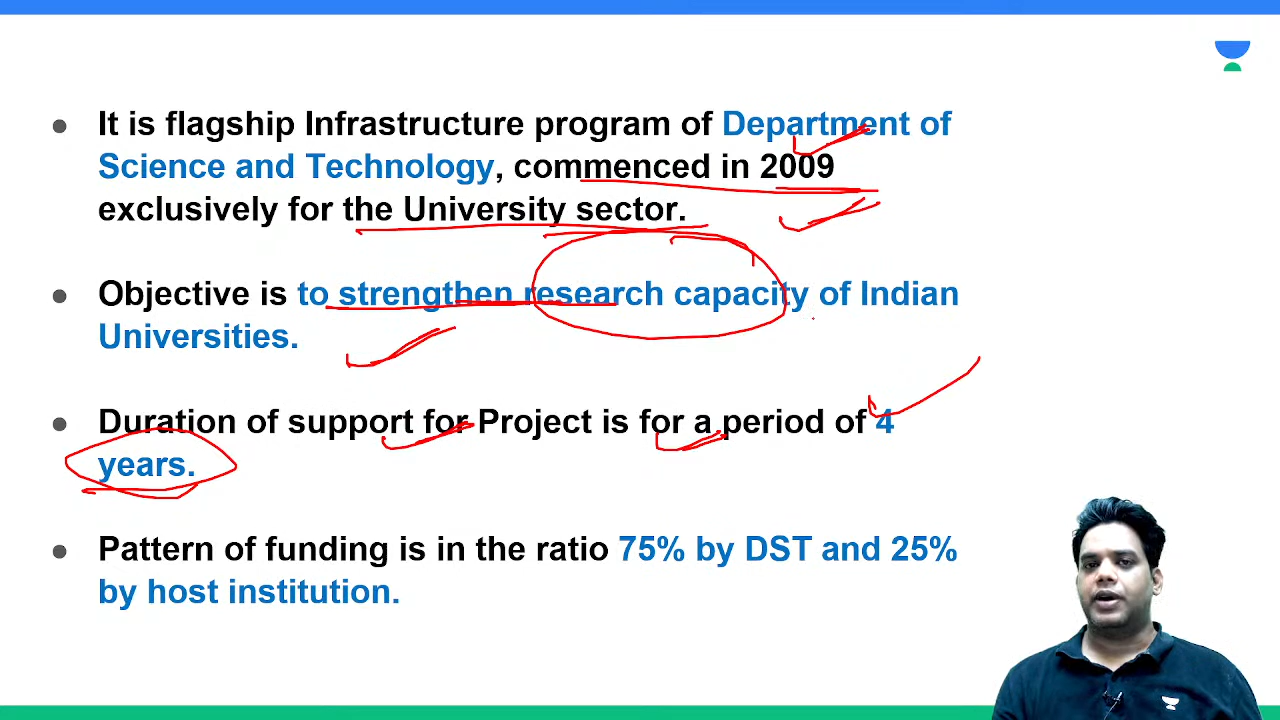 It is flagship Infrastructure program of Department of
Science and Technology, commenced in 2009
exclusively for the University sector.
Objective is to strengthen research capacity of Indian
Universities.
Duration of support for Project is for a period of 4
years.
Pattern of funding is in the ratio 75% by DST and 25%
by host institution.